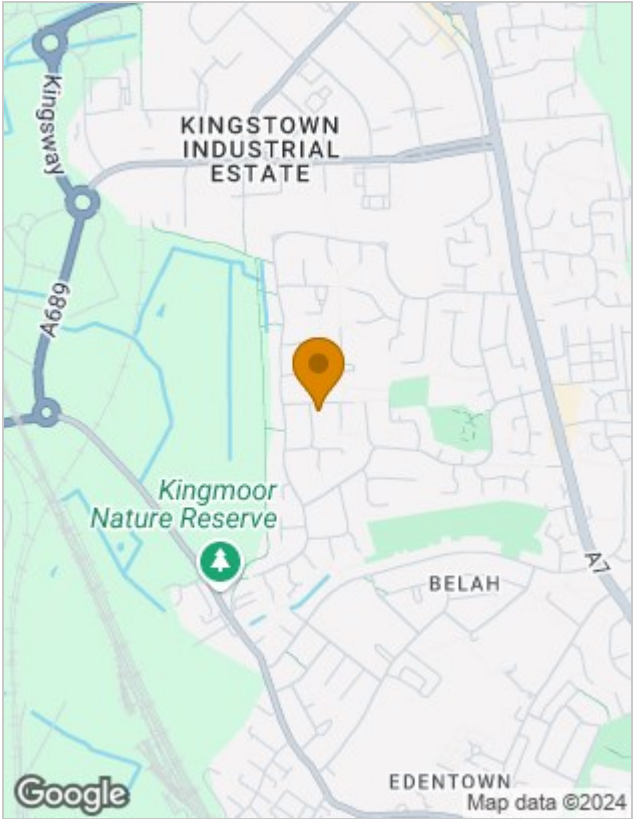 Kingsway
KINGSTOWN
INDUSTRIAL
ESTATE
A689
Kingmoor
Nature Reserve
BELAH
A7
EDENTOWN
Google
Map data ©2024